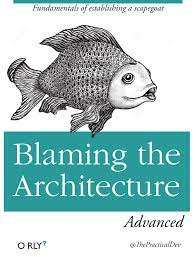 Fundamentals of establishing a scapegoat
Blaming the
Architecture
Advanced
O RLY?
@ThePracticalDev